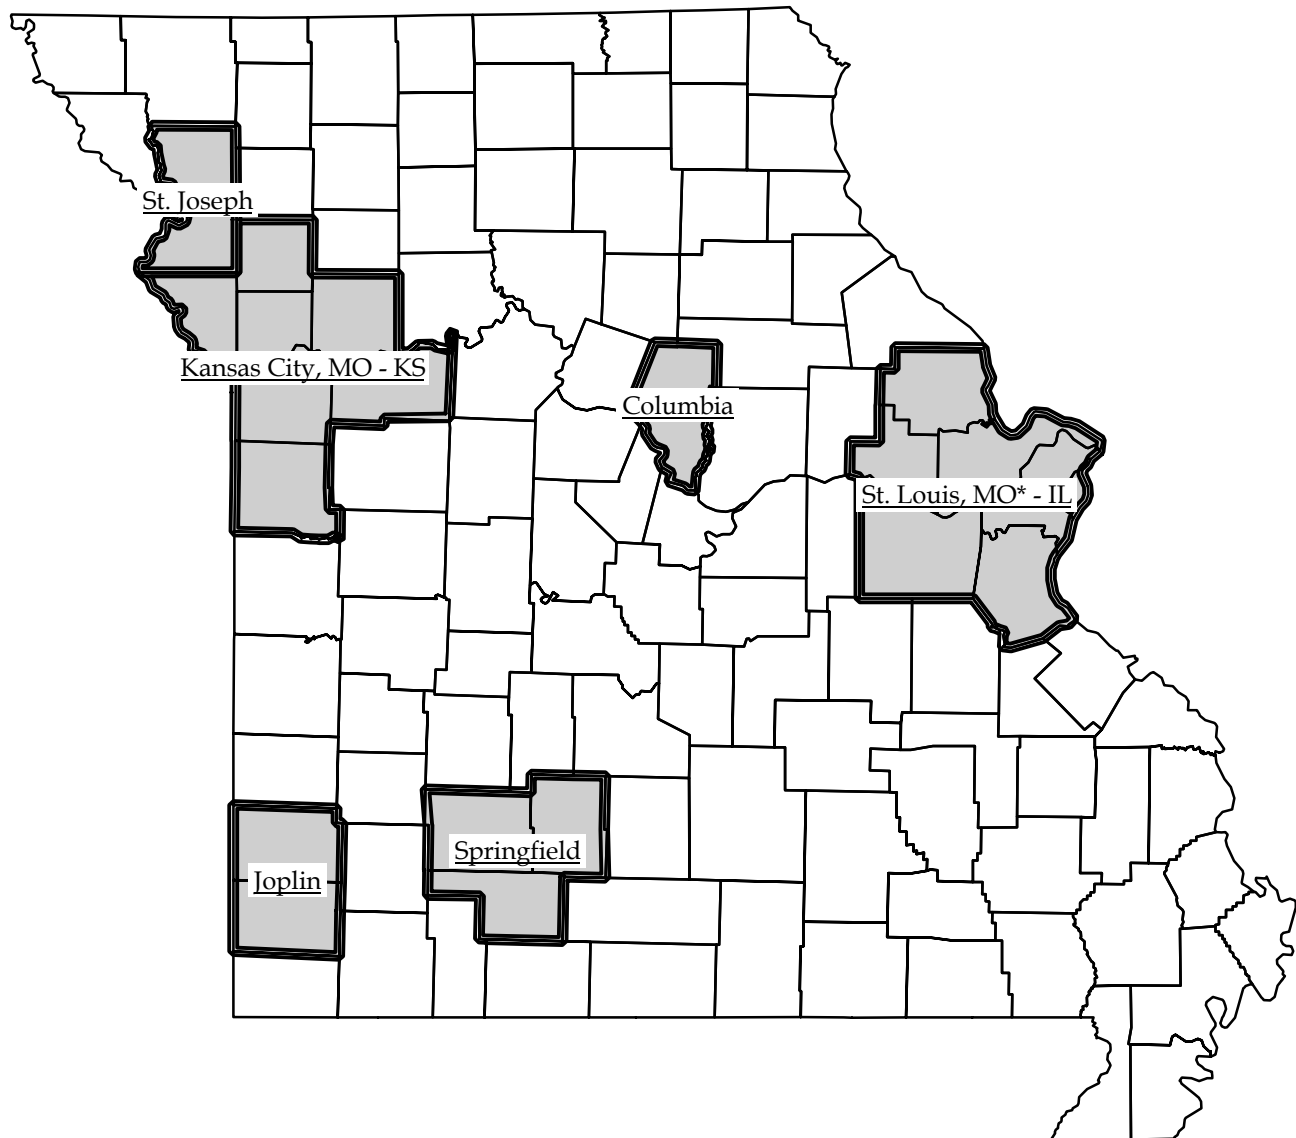 St. Joseph
Kansas City, MO - KS
Columbia
St. Louis, MO* - IL
Springfield
Joplin